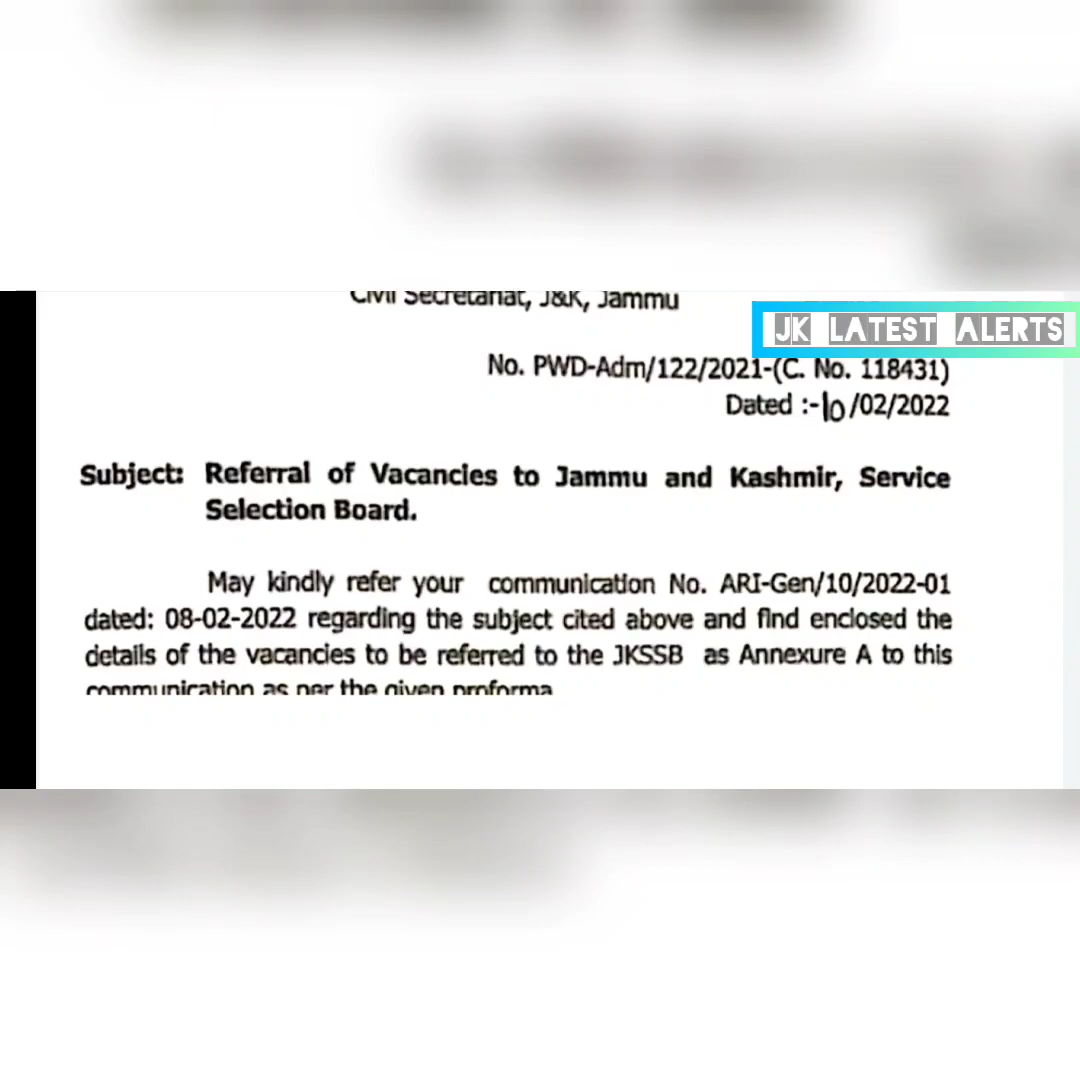 Civil Secretariat, J&K, Jammu
JK LATEST ALERTS
No. PWD-Adm/122/2021-(C. No. 118431)
Dated :-10/02/2022
Subject: Referral of Vacancies to Jammu and Kashmir, Service
Selection Board.
May kindly refer your communication No. ARI-Gen/10/2022-01
dated: 08-02-2022 regarding the subject cited above and find enclosed the
details of the vacancies to be referred to the JKSSB as Annexure A to this
communication as per the given proforma